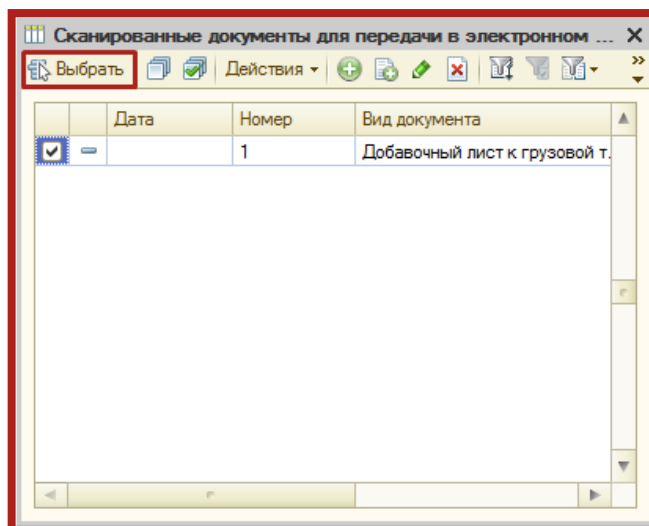 Сканированные документы для передачи в электронном ...
Выбрать Действия
Дата Номер Вид документа
1 Добавочный лист к грузовой т.